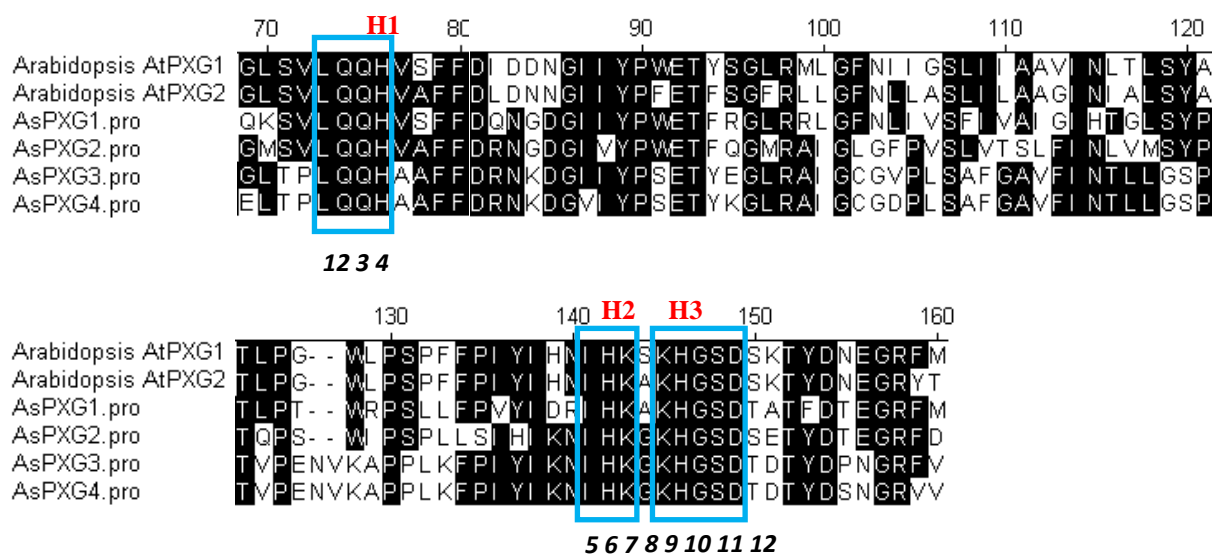 H1
70 80 90 100 110 120
Arabidopsis AtPXG1 GLSVLQQHVSFFDIDDNGIIYPWETYSGLRMLGFNIIGSLIIAAVINLTLSYA
Arabidopsis AtPXG2 GLSVLQQHVAFFDLDNNGIIYPFETFSGFRLLGFNLLASLILAAGINIALSYA
AsPXG1.pro QKSVLQQHVSFFDQNGDGIIYPWETFRGLRRLGFNLIVSFIVAIGIHTGLSYP
AsPXG2.pro GMSVLQQHVAFFDRNGDGIVYPWETFQGMRAIGLGFPVSLVTSLFINLVMSYP
AsPXG3.pro GLTPLQQHAAFFDRNKDGIIYPSETYEGLRAIGCGVPLSAFGAVFINTLLGSP
AsPXG4.pro ELTPLQQHAAFFDRNKDGVIYPSETYKGLRAIGCGDPLSAFGAVFINTLLGSP
12 3 4
H2 H3
130 140 150 160
Arabidopsis AtPXG1 TLPG--WLPSPFFPIYIHNIHKSKHGSDSKTYDNEGRFM
Arabidopsis AtPXG2 TLPG--WLPSPFFPIYIHNIHKAKHGSDSKTYDNEGRYT
AsPXG1.pro TLPT--WRPSLLFPVYIDRIHKAKHGSDTATFDTEGRFM
AsPXG2.pro TQPS--WIPSPLLSIHIKNIHKGKHGSDSETYDTEGRFD
AsPXG3.pro TVPENVKAPPLKFPIYIKNIHKGKHGSDTDTYDPNGRFV
AsPXG4.pro TVPENVKAPPLKFPIYIKNIHKGKHGSDTDTYDSNGRVV
5 6 7 8 9 10 11 12